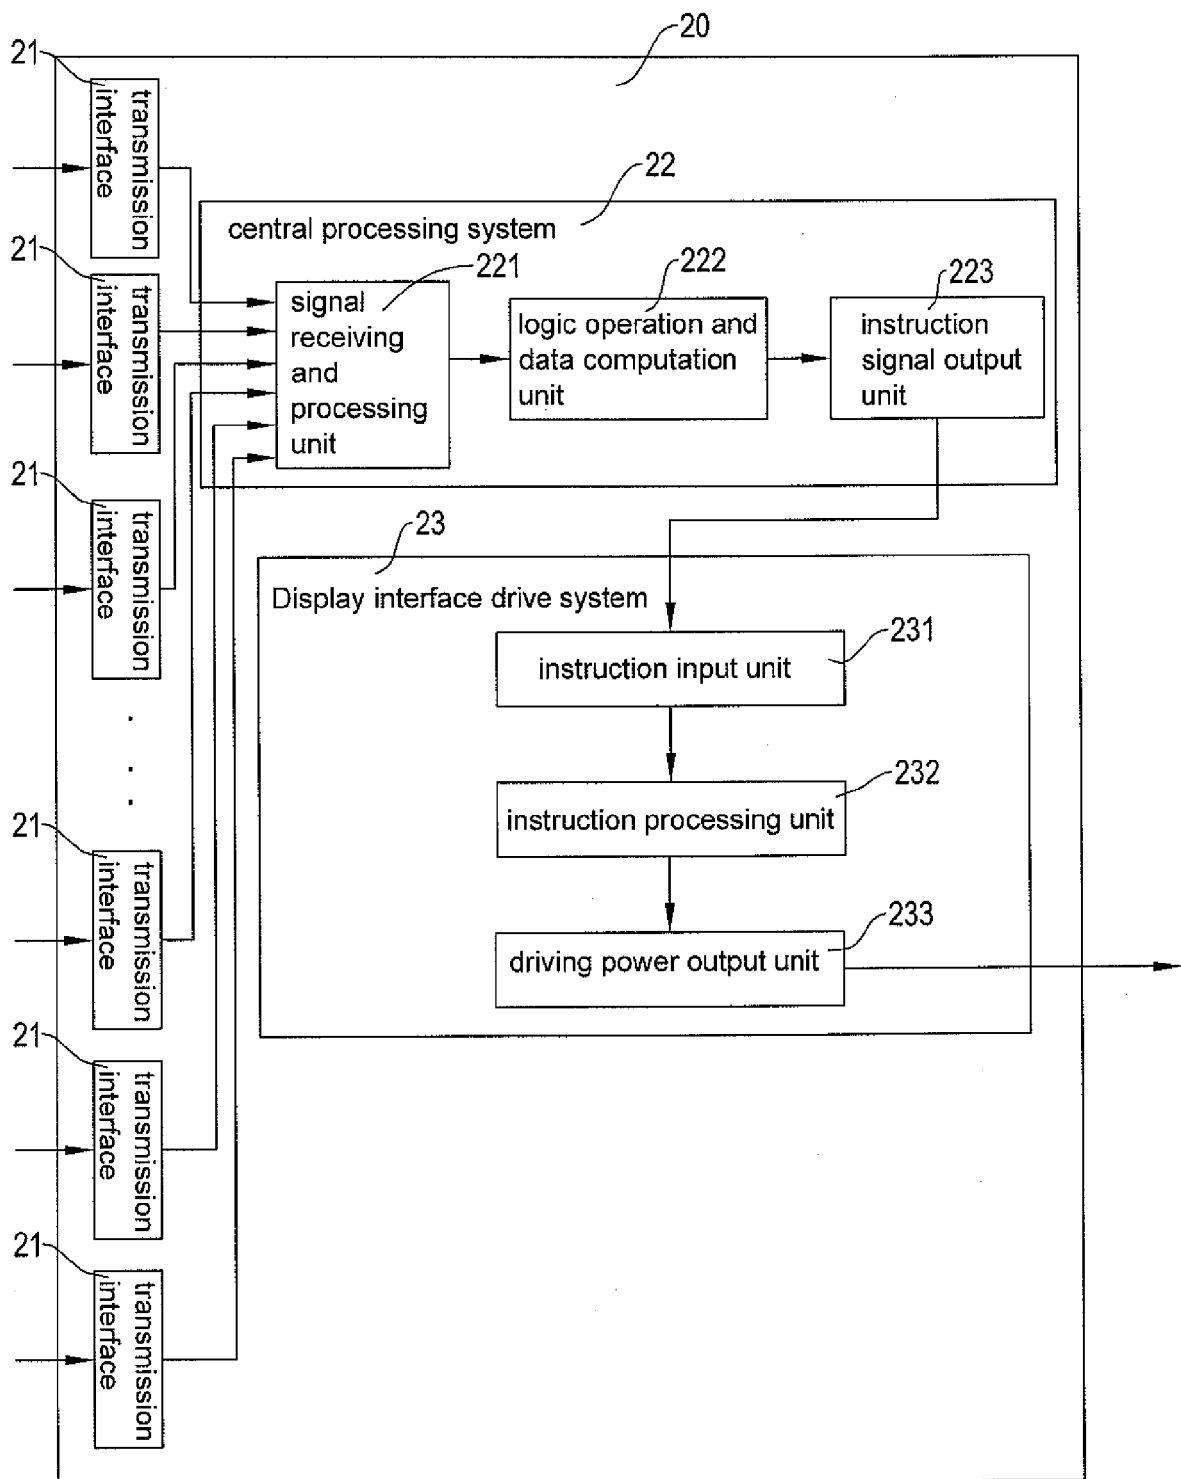 20
21
transmission
interface
22
central processing system
221
222
223
21
transmission
interface
signal
receiving
and
processing
unit
logic operation and
data computation
unit
instruction
signal output
unit
21
transmission
interface
23
Display interface drive system
231
instruction input unit
232
instruction processing unit
21
transmission
interface
233
driving power output unit
21
transmission
interface
21
transmission
interface